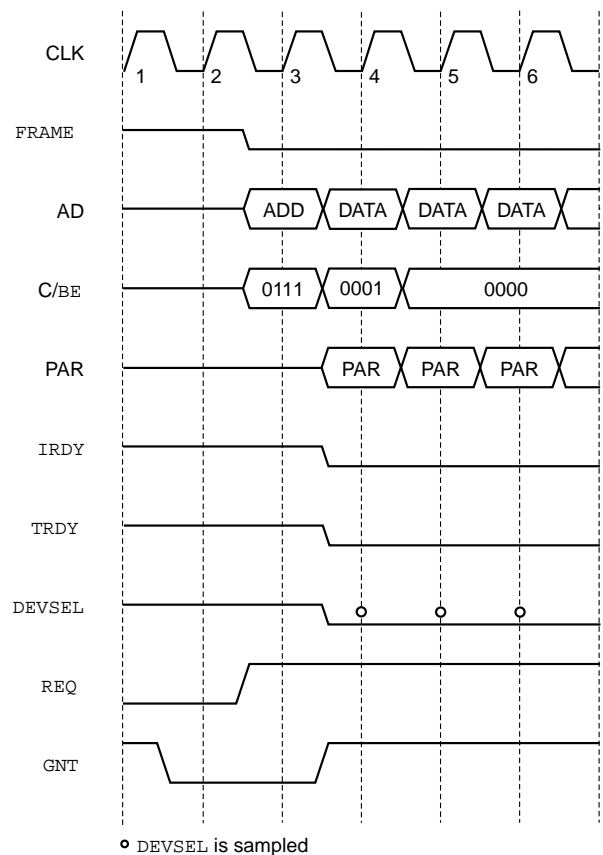 CLK
1 2 3 4 5 6
FRAME
AD ADD DATA DATA DATA
C/BE 0111 0001 0000
PAR PAR PAR PAR
IRDY
TRDY
DEVSEL
REQ
GNT
DEVSEL is sampled